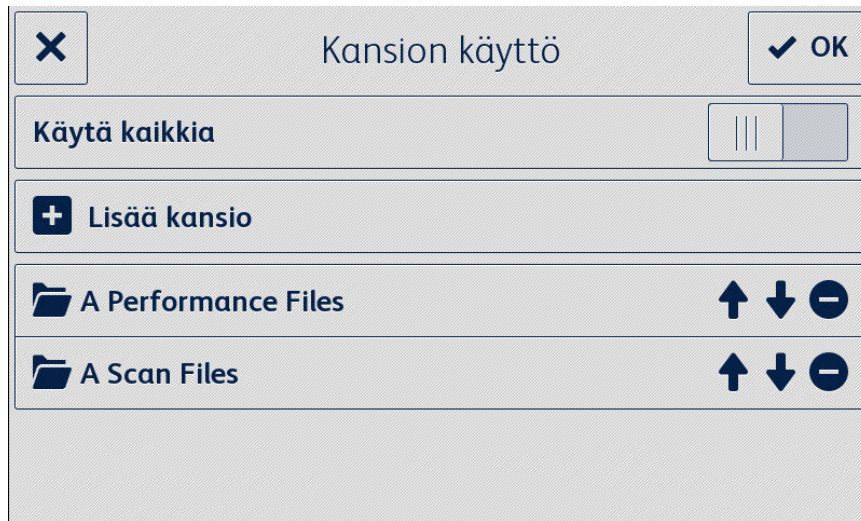 Kansion käyttö
OK
Käytä kaikkia
Lisää kansio
A Performance Files
A Scan Files